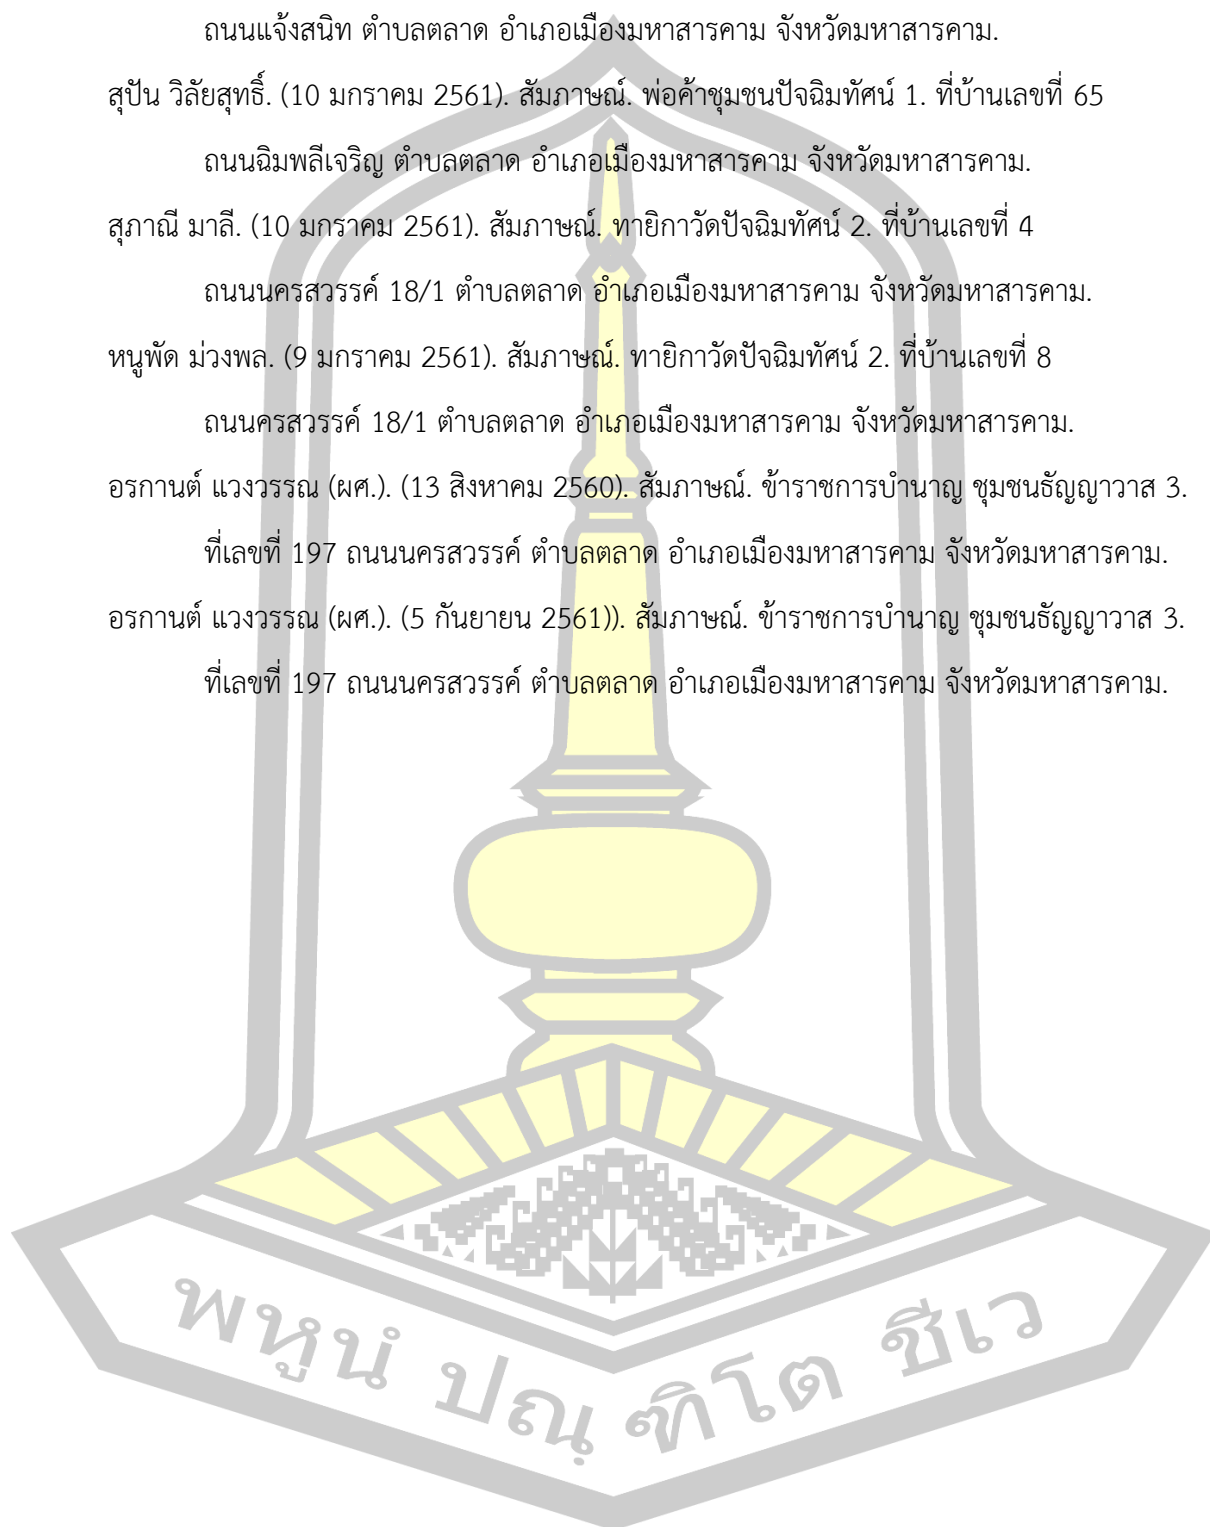 ถนนแจ้งสนิท ตำบลตลาด อำเภอเมืองมหาสารคาม จังหวัดมหาสารคาม.
สุปัน วิลัยสุทธิ์. (10 มกราคม 2561). สัมภาษณ์. พ่อค้าชุมชนปัจฉิมทัศน์ 1. ที่บ้านเลขที่ 65
ถนนฉิมพลีเจริญ ตำบลตลาด อำเภอเมืองมหาสารคาม จังหวัดมหาสารคาม.
สุภาณี มาลี. (10 มกราคม 2561). สัมภาษณ์. ทายิกาวัดปัจฉิมทัศน์ 2. ที่บ้านเลขที่ 4
ถนนนครสวรรค์ 18/1 ตำบลตลาด อำเภอเมืองมหาสารคาม จังหวัดมหาสารคาม.
หนูพัด ม่วงพล. (9 มกราคม 2561). สัมภาษณ์. ทายิกาวัดปัจฉิมทัศน์ 2. ที่บ้านเลขที่ 8
ถนนครสวรรค์ 18/1 ตำบลตลาด อำเภอเมืองมหาสารคาม จังหวัดมหาสารคาม.
อรกานต์ แวงวรรณ (ผศ.). (13 สิงหาคม 2560). สัมภาษณ์. ข้าราชการบำนาญ ชุมชนธัญญาวาส 3.
ที่เลขที่ 197 ถนนนครสวรรค์ ตำบลตลาด อำเภอเมืองมหาสารคาม จังหวัดมหาสารคาม.
อรกานต์ แวงวรรณ (ผศ.). (5 กันยายน 2561)). สัมภาษณ์. ข้าราชการบำนาญ ชุมชนธัญญาวาส 3.
ที่เลขที่ 197 ถนนนครสวรรค์ ตำบลตลาด อำเภอเมืองมหาสารคาม จังหวัดมหาสารคาม.
พหูนํ ปณฺฑิโต ชีเว